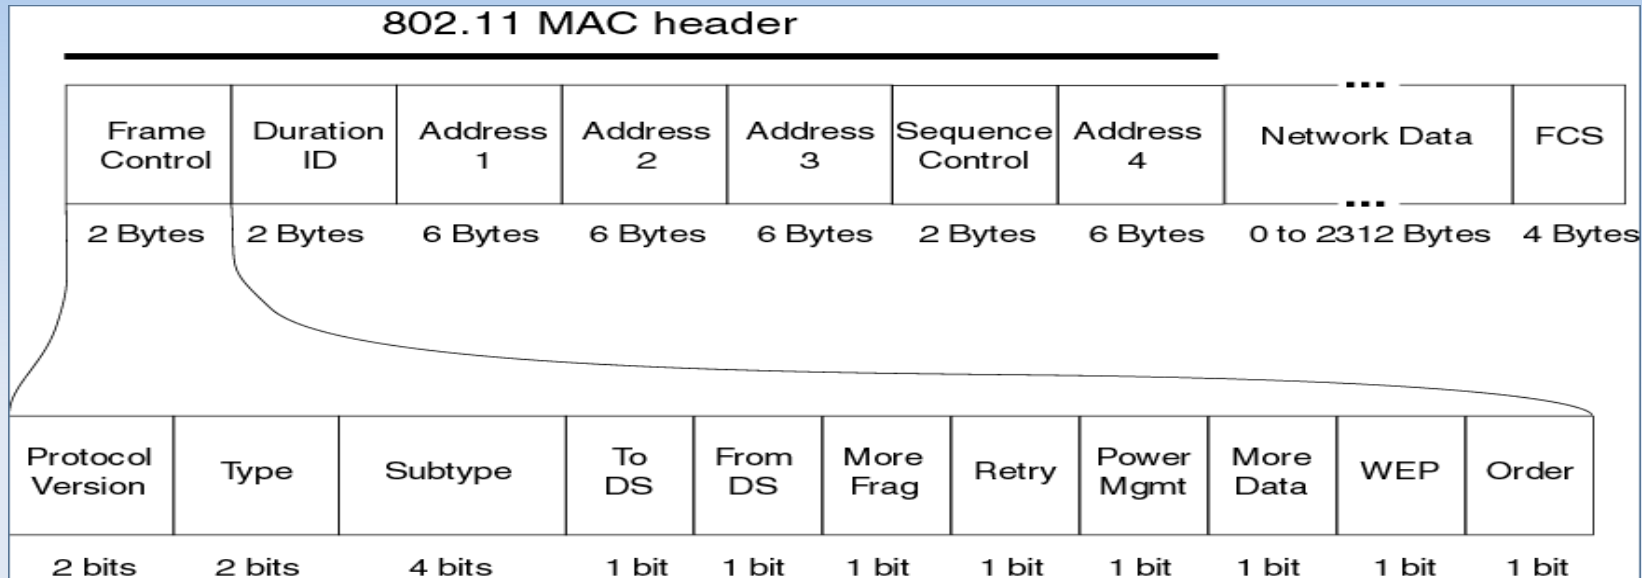 802.11 MAC header
Frame Control
Duration ID
Address 1
Address 2
Address 3
Sequence Control
Address 4
Network Data
FCS
2 Bytes
2 Bytes
6 Bytes
6 Bytes
6 Bytes
2 Bytes
6 Bytes
0 to 2312 Bytes
4 Bytes
Protocol Version
Type
Subtype
To DS
From DS
More Frag
Retry
Power Mgmt
More Data
WEP
Order
2 bits
2 bits
4 bits
1 bit
1 bit
1 bit
1 bit
1 bit
1 bit
1 bit
1 bit